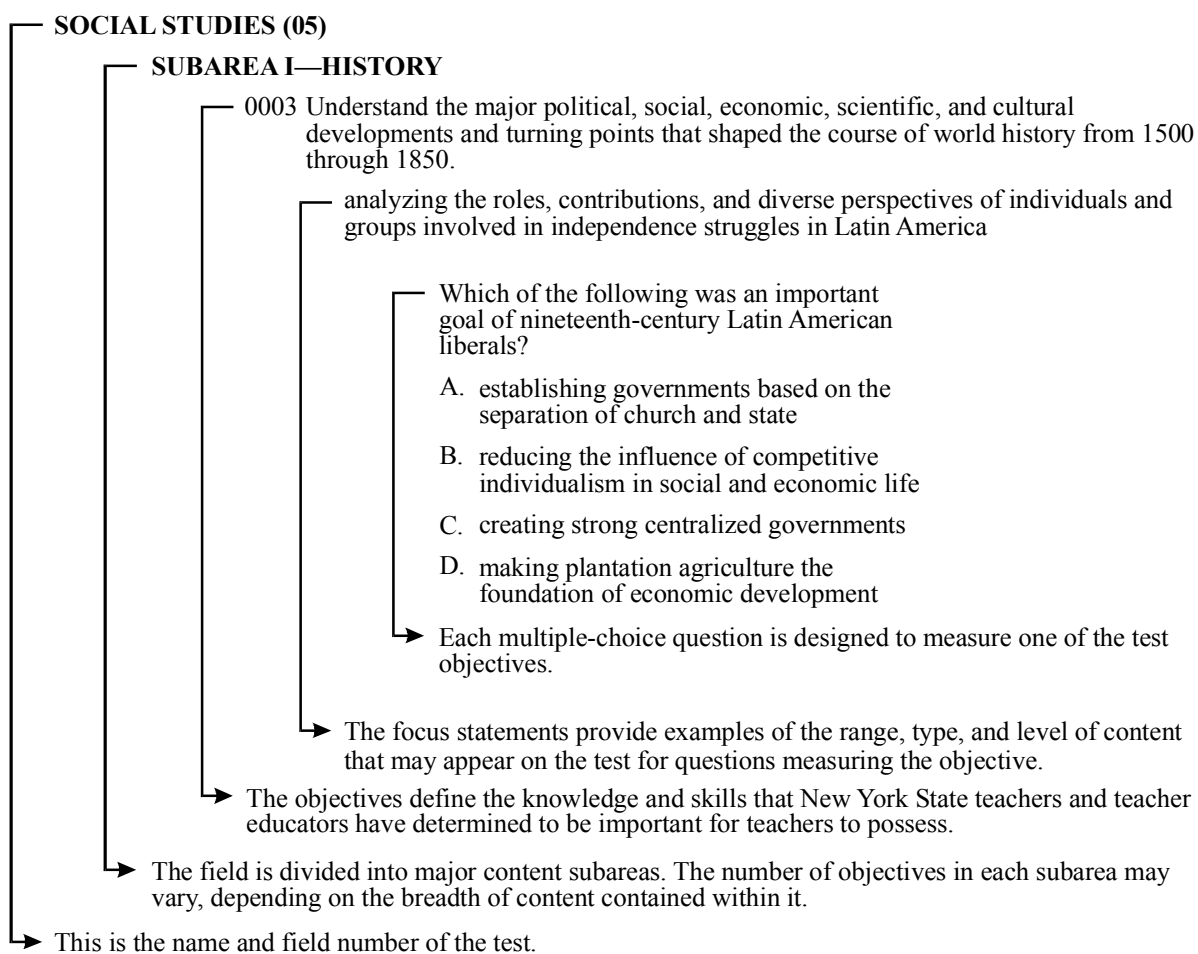 SOCIAL STUDIES (05)
SUBAREA I—HISTORY
0003 Understand the major political, social, economic, scientific, and cultural
developments and turning points that shaped the course of world history from 1500
through 1850.
analyzing the roles, contributions, and diverse perspectives of individuals and
groups involved in independence struggles in Latin America
Which of the following was an important
goal of nineteenth-century Latin American
liberals?
A. establishing governments based on the
separation of church and state
B. reducing the influence of competitive
individualism in social and economic life
C. creating strong centralized governments
D. making plantation agriculture the
foundation of economic development
Each multiple-choice question is designed to measure one of the test
objectives.
The focus statements provide examples of the range, type, and level of content
that may appear on the test for questions measuring the objective.
The objectives define the knowledge and skills that New York State teachers and teacher
educators have determined to be important for teachers to possess.
The field is divided into major content subareas. The number of objectives in each subarea may
vary, depending on the breadth of content contained within it.
This is the name and field number of the test.